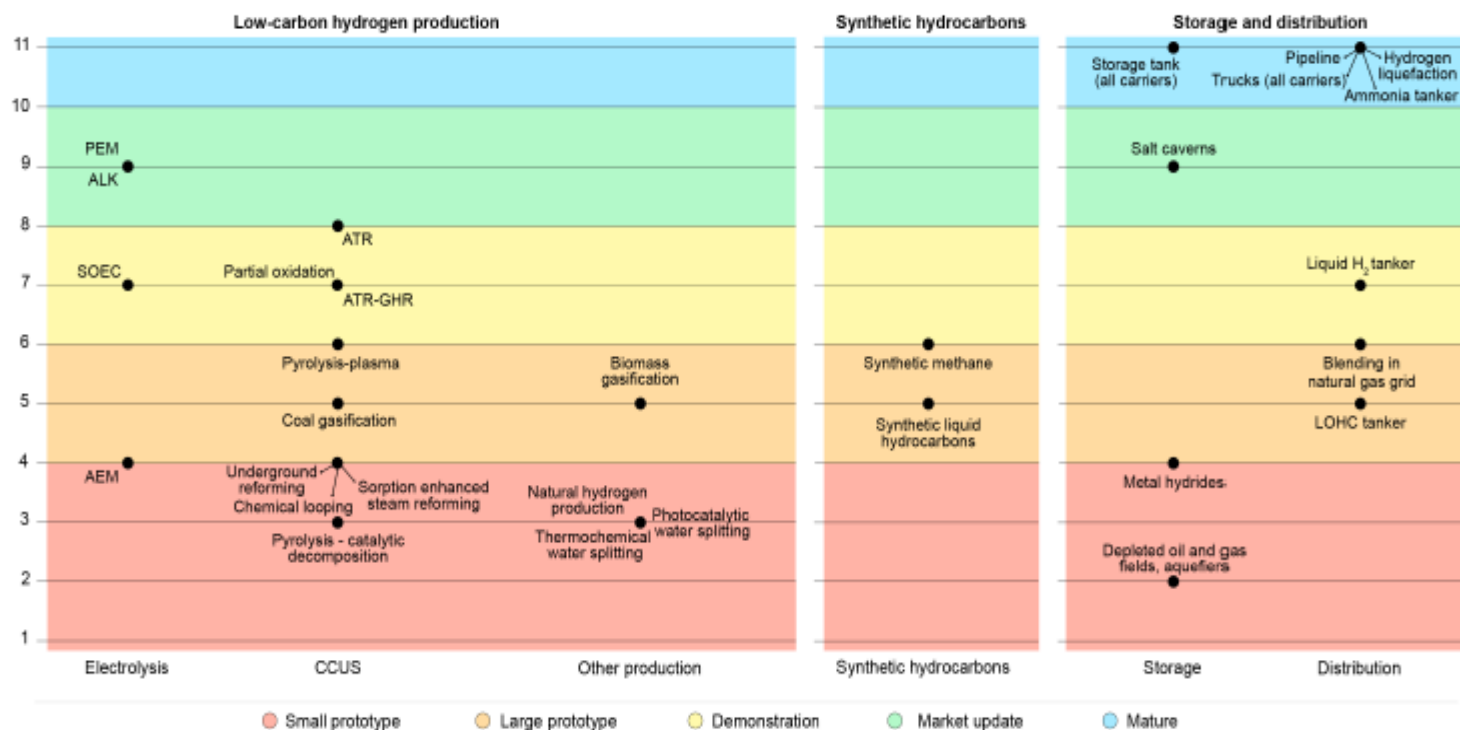 Low-carbon hydrogen production
Synthetic hydrocarbons
Storage and distribution
11
10
9
8
7
6
5
4
3
2
1
PEM
ALK
SOEC
AEM
ATR
Partial oxidation
ATR-GHR
Pyrolysis-plasma
Coal gasification
Underground
reforming
Chemical looping
Sorption enhanced
steam reforming
Pyrolysis - catalytic
decomposition
Biomass
gasification
Natural hydrogen
production
Photocatalytic
water splitting
Thermochemical
water splitting
Synthetic methane
Synthetic liquid
hydrocarbons
Storage tank
(all carriers)
Salt caverns
Metal hydrides
Depleted oil and gas
fields, aquefiers
Pipeline
Hydrogen
liquefaction
Trucks (all carriers)
Ammonia tanker
Liquid H₂ tanker
Blending in
natural gas grid
LOHC tanker
Electrolysis
CCUS
Other production
Synthetic hydrocarbons
Storage
Distribution
Small prototype
Large prototype
Demonstration
Market update
Mature